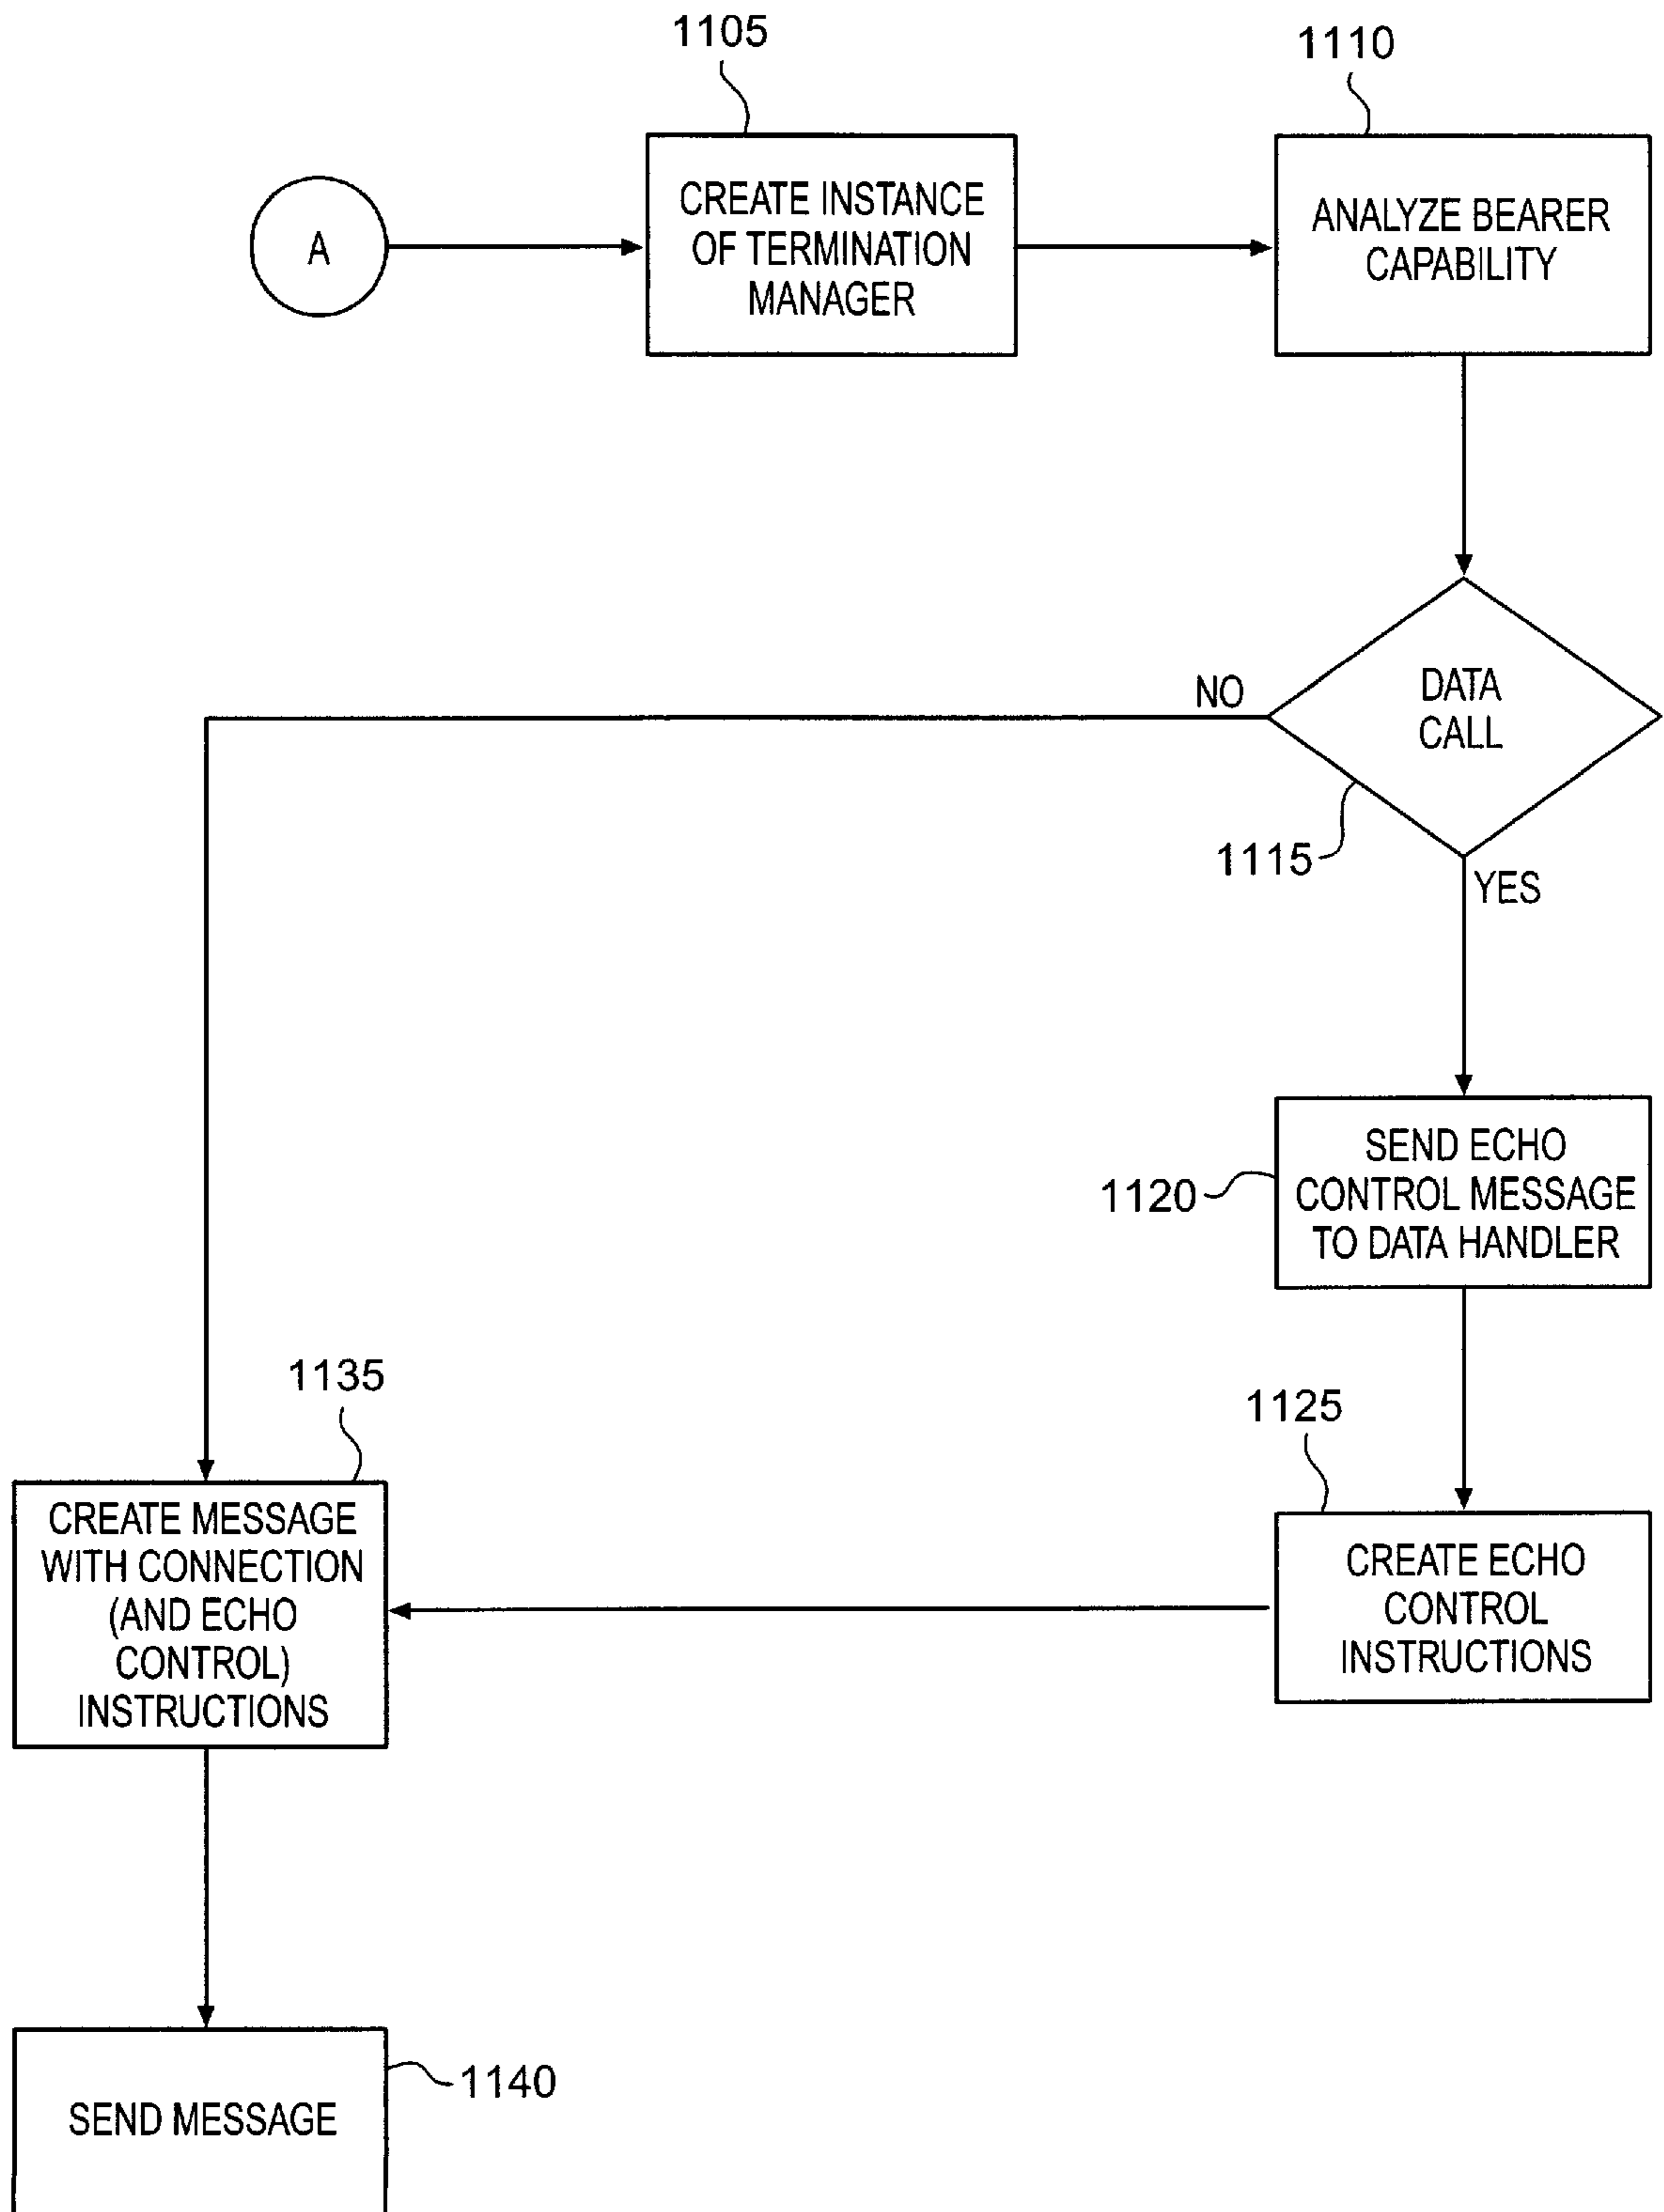 1105
1110
A
CREATE INSTANCE
OF TERMINATION
MANAGER
ANALYZE BEARER
CAPABILITY
NO
DATA
CALL
1115
YES
SEND ECHO
CONTROL MESSAGE
TO DATA HANDLER
1120
1135
1125
CREATE MESSAGE
WITH CONNECTION
(AND ECHO
CONTROL)
INSTRUCTIONS
CREATE ECHO
CONTROL
INSTRUCTIONS
1140
SEND MESSAGE